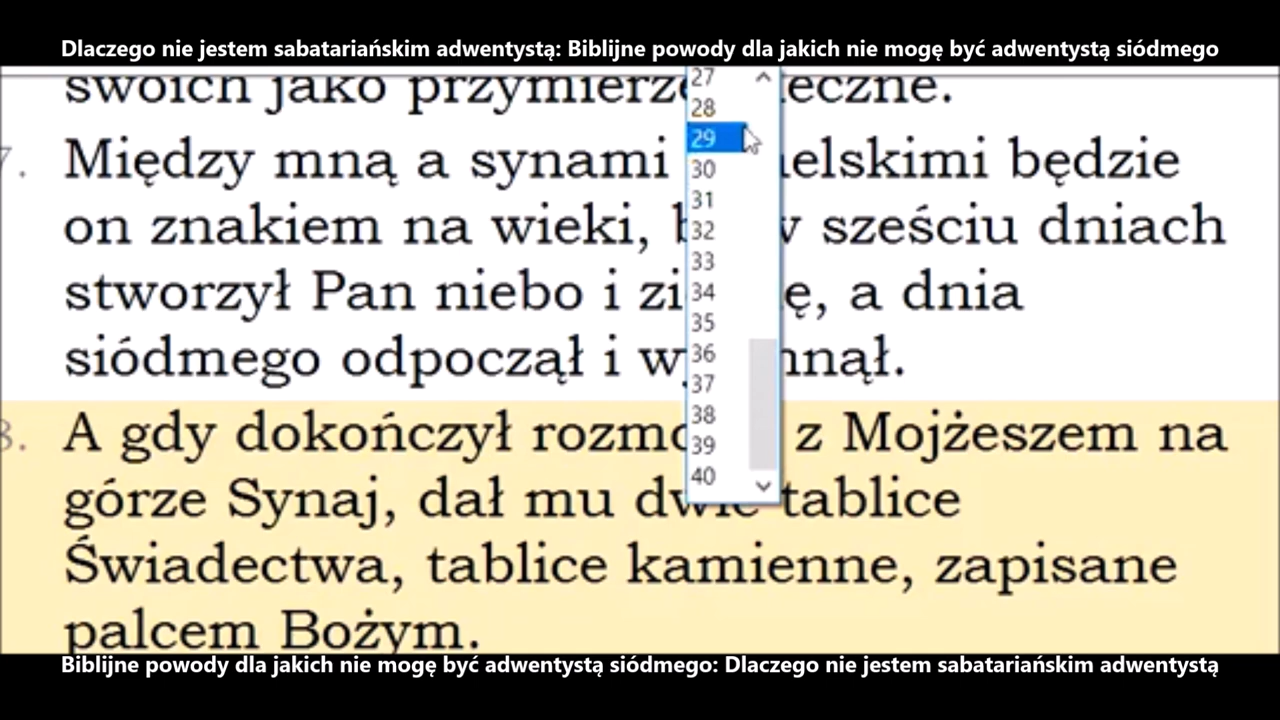 Dlaczego nie jestem sabatariańskim adwentystą: Biblijne powody dla jakich nie mogę być adwentystą siódmego
swoich jako przymierze eczne.
7. Między mną a synami elskimi będzie
on znakiem na wieki, w sześciu dniach
stworzył Pan niebo i a dnia
siódmego odpoczął i
8. A gdy dokończył z Mojżeszem na
górze Synaj, dał mu dwie tablice
Świadectwa, tablice kamienne, zapisane
palcem Bożym.
27
28
29
30
31
32
33
34
35
36
37
38
39
40
Biblijne powody dla jakich nie mogę być adwentystą siódmego: Dlaczego nie jestem sabatariańskim adwentystą